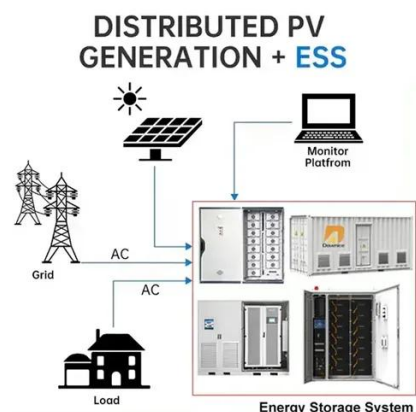 DISTRIBUTED PV
GENERATION + ESS
Monitor
Platfrom
AC
Grid
AC
Load
Energy Storage System